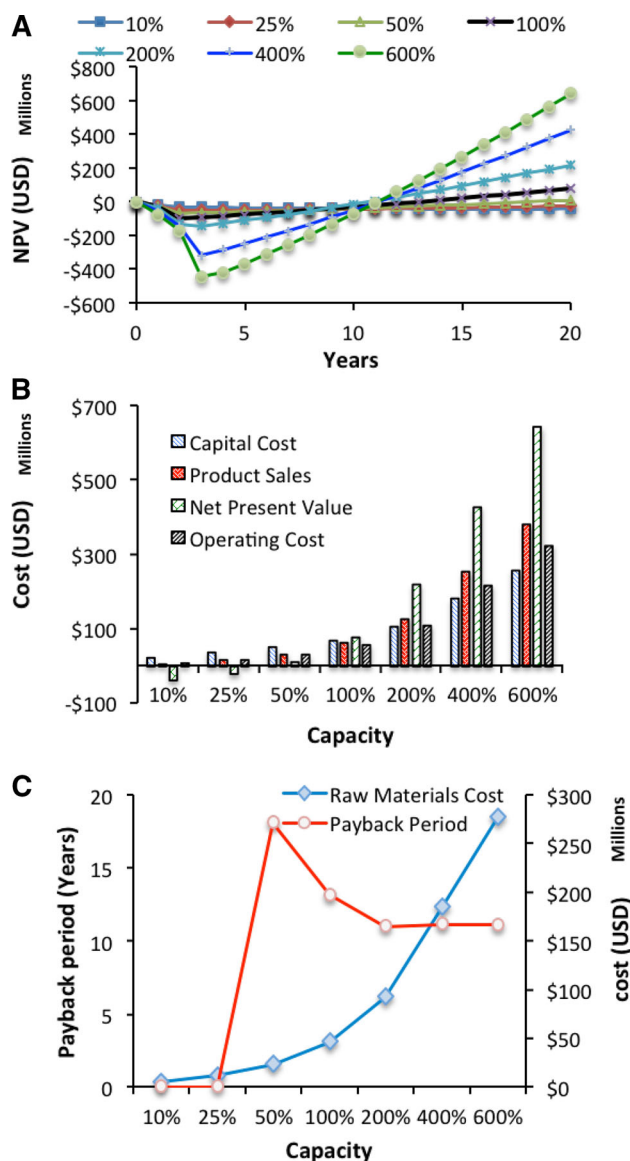 A
10% 25% 50% 100%
200% 400% 600%
Millions
NPV (USD)
$800
$600
$400
$200
$0
-$200
-$400
-$600
0 5 10 15 20
Years
B
Millions
Cost (USD)
$700
$500
$300
$100
-$100
Capital Cost
Product Sales
Net Present Value
Operating Cost
10% 25% 50% 100% 200% 400% 600%
Capacity
C
Raw Materials Cost
Payback Period
Payback period (Years)
20
15
10
5
0
$300
$250
$200
$150
$100
$50
$0
Millions
cost (USD)
10% 25% 50% 100% 200% 400% 600%
Capacity